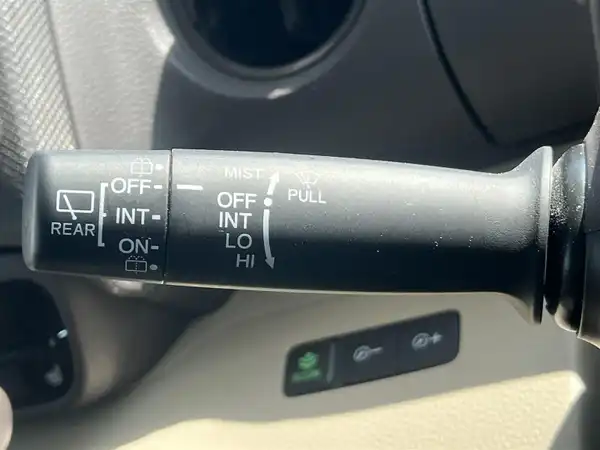 REAR
OFF
INT
ON
MIST
OFF
INT
LO
HI
PULL